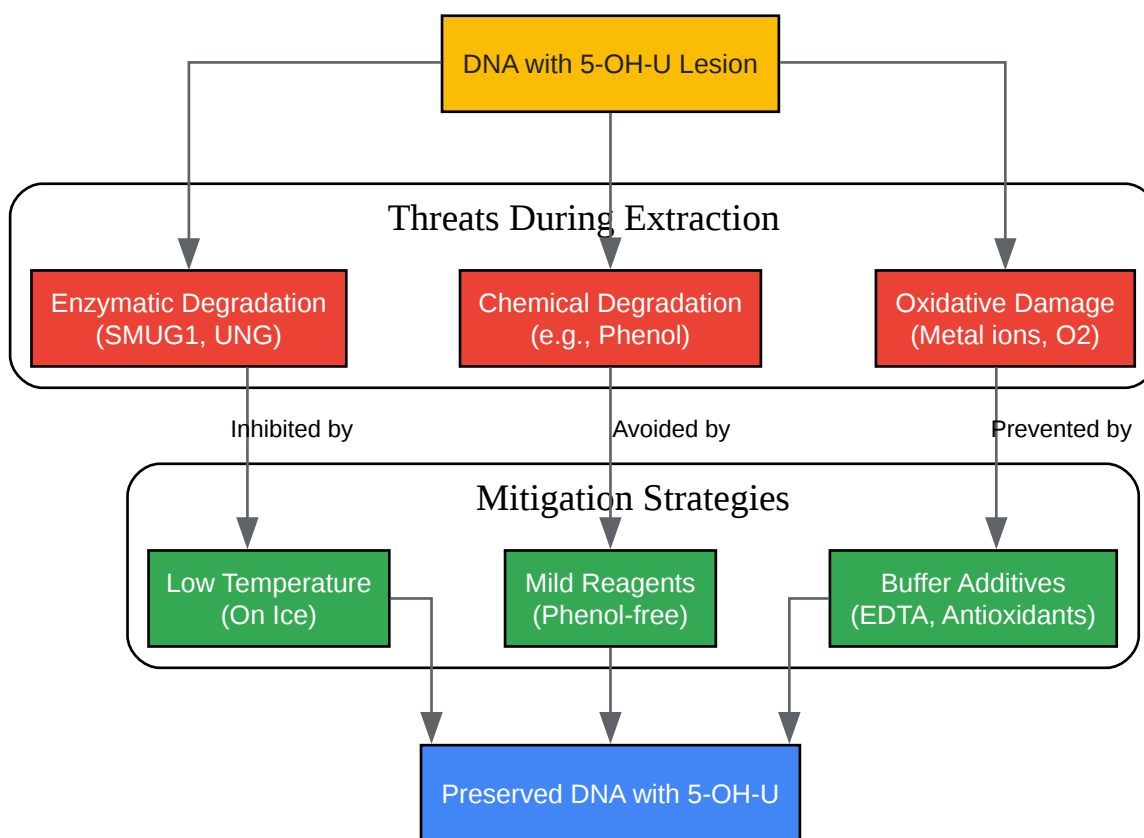 DNA with 5-OH-U Lesion
Threats During Extraction
Enzymatic Degradation
(SMUG1, UNG)
Chemical Degradation
(e.g., Phenol)
Oxidative Damage
(Metal ions, O2)
Inhibited by
Avoided by
Prevented by
Mitigation Strategies
Low Temperature
(On Ice)
Mild Reagents
(Phenol-free)
Buffer Additives
(EDTA, Antioxidants)
Preserved DNA with 5-OH-U